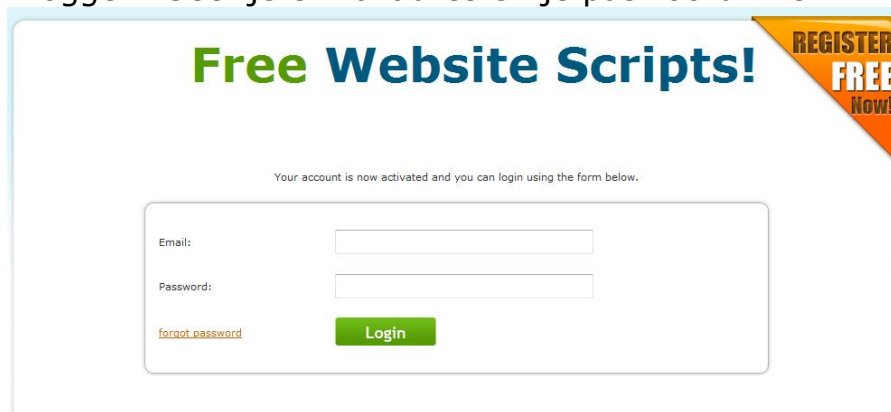 Free Website Scripts!
REGISTER
FREE
Now!
Your account is now activated and you can login using the form below.
Email:
Password:
forgot password
Login